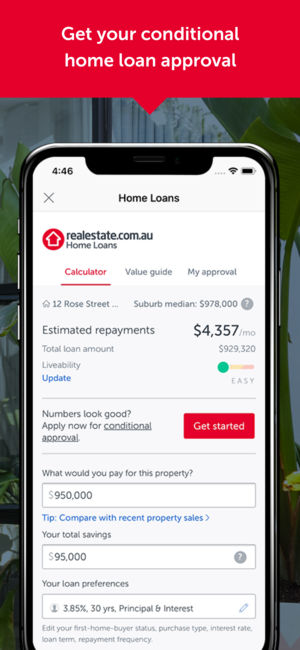 Get your conditional
home loan approval
4:46
Home Loans
realestate.com.au
Home Loans
Calculator Value guide My approval
12 Rose Street ... Suburb median: $978,000 ?
Estimated repayments $4,357/mo
Total loan amount $929,320
Liveability
Update
EASY
Numbers look good?
Apply now for conditional
approval.
Get started
What would you pay for this property?
$950,000
Tip: Compare with recent property sales >
Your total savings
$95,000 ?
Your loan preferences
3.85%, 30 yrs, Principal & Interest
Edit your first-home-buyer status, purchase type, interest rate,
loan term, repayment frequency.